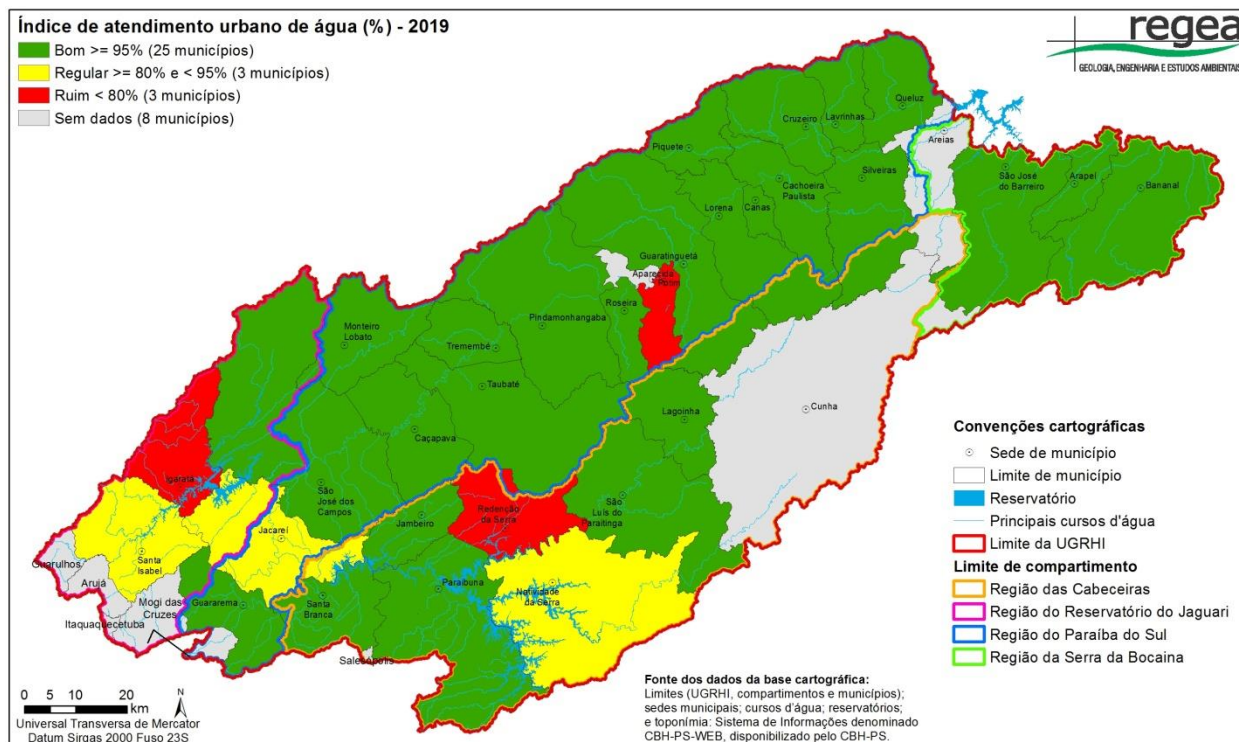 Índice de atendimento urbano de água (%) - 2019
Bom >= 95% (25 municípios)
Regular >= 80% e < 95% (3 municípios)
Ruim < 80% (3 municípios)
Sem dados (8 municípios)
regea
GEOLOGIA, ENGENHARIA E ESTUDOS AMBIENTAIS
Queluz
Lavrinhas
Cruzeiro
Areias
Piquete
São José
do Barreiro
Arapeí
Bananal
Silveiras
Cachoeira
Paulista
Canas
Lorena
Guaratinguetá
Aparecida
Potim
Roseira
Pindamonhangaba
Monteiro
Lobato
Tremembé
Taubaté
Cunha
Lagoinha
Caçapava
São
José dos
Campos
Igaratá
São
Luís do
Paraitinga
Redenção
da Serra
Jambeiro
Jacareí
Santa
Isabel
Guarulhos
Arujá
Mogi das
Cruzes
Itaquaquecetuba
Guararema
Santa
Branca
Paraibuna
Natividade
da Serra
Salesópolis
Convenções cartográficas
Sede de município
Limite de município
Reservatório
Principais cursos d'água
Limite da UGRHI
Limite de compartimento
Região das Cabeceiras
Região do Reservatório do Jaguari
Região do Paraíba do Sul
Região da Serra da Bocaina
0 5 10 20
km
N
Universal Transversa de Mercator
Datum Sirgas 2000 Fuso 23S
Fonte dos dados da base cartográfica:
Limites (UGRHI, compartimentos e municípios);
sedes municipais; cursos d'água; reservatórios;
e toponímia: Sistema de Informações denominado
CBH-PS-WEB, disponibilizado pelo CBH-PS.